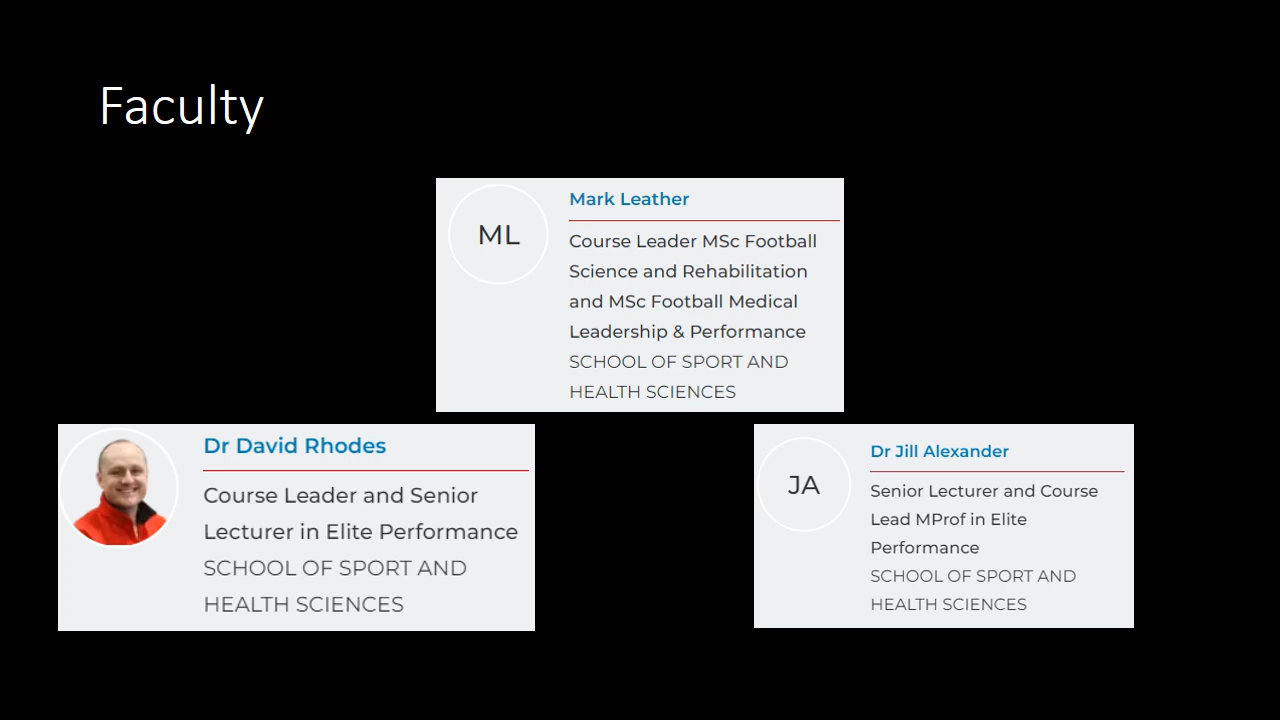 Faculty
ML
Mark Leather
Course Leader MSc Football
Science and Rehabilitation
and MSc Football Medical
Leadership & Performance
SCHOOL OF SPORT AND
HEALTH SCIENCES
Dr David Rhodes
Course Leader and Senior
Lecturer in Elite Performance
SCHOOL OF SPORT AND
HEALTH SCIENCES
JA
Dr Jill Alexander
Senior Lecturer and Course
Lead MProf in Elite
Performance
SCHOOL OF SPORT AND
HEALTH SCIENCES